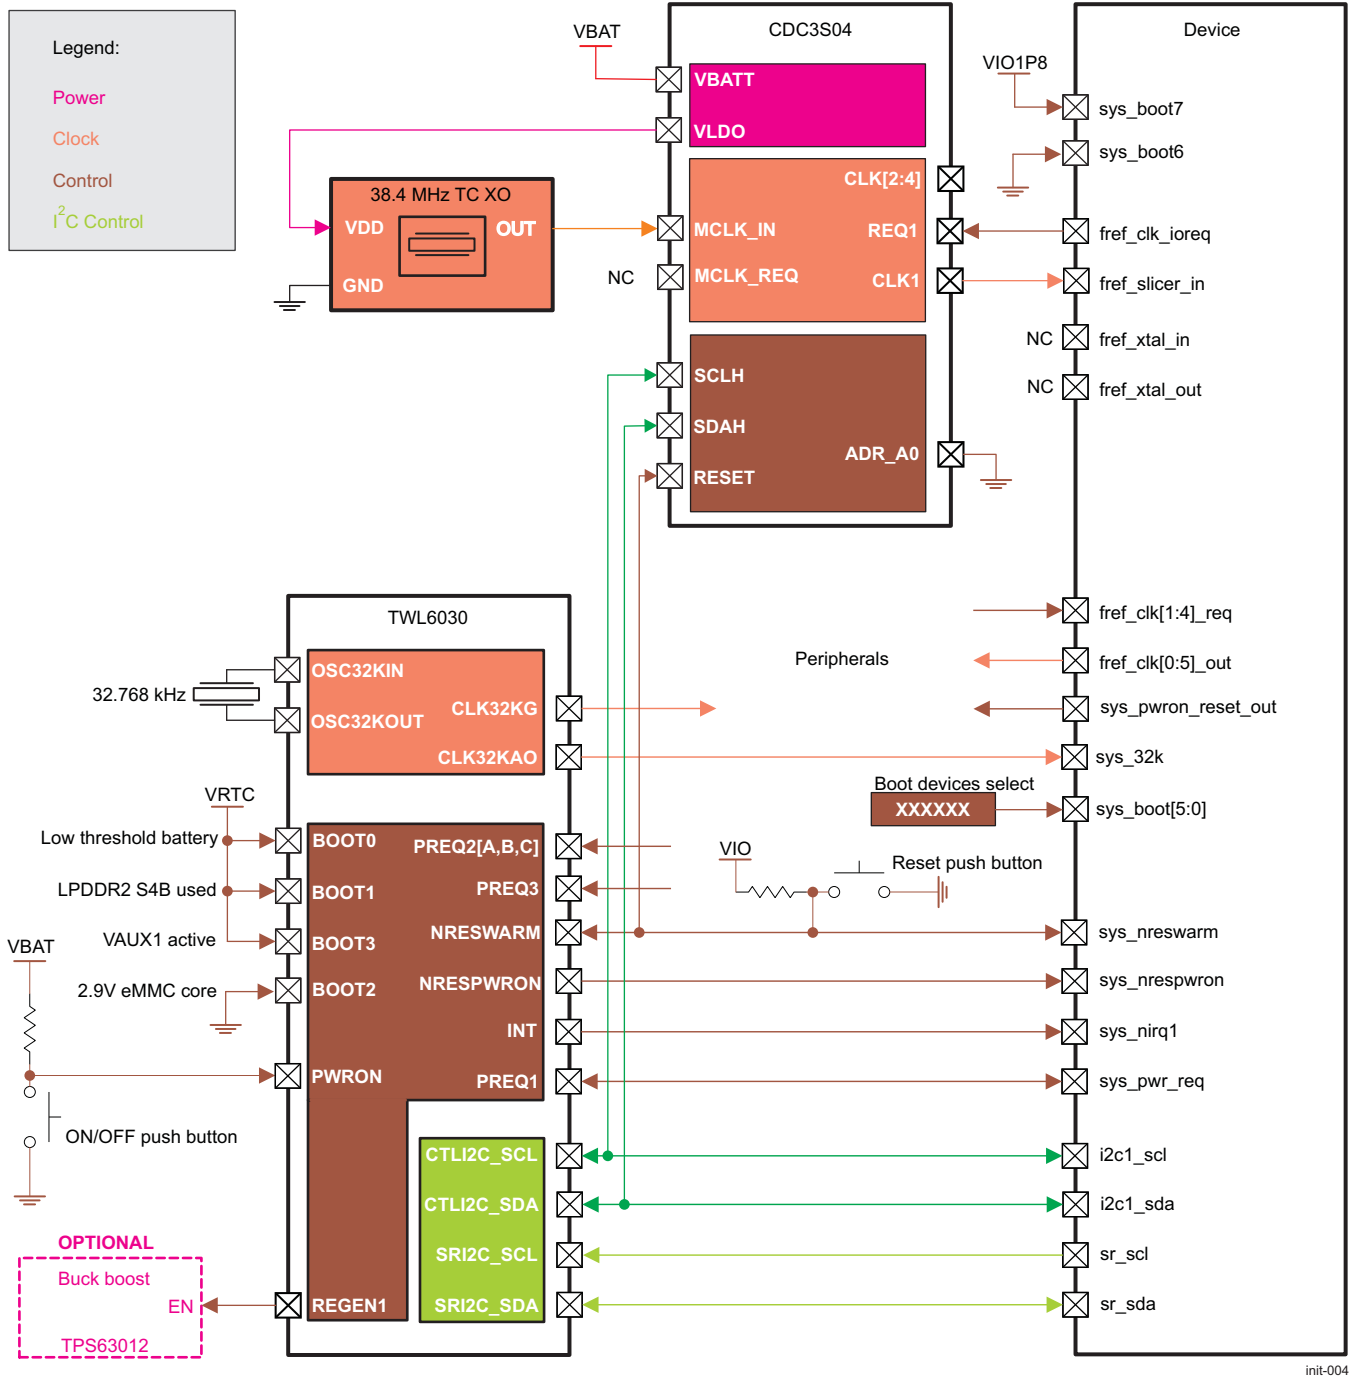 Legend:
Power
Clock
Control
I2C Control
VBAT
CDC3S04
VBATT
VLDO
CLK[2:4]
MCLK_IN
REQ1
MCLK_REQ
CLK1
NC
SCLH
SDAH
ADR_A0
RESET
38.4 MHz TC XO
VDD
OUT
GND
Device
VIO1P8
sys_boot7
sys_boot6
fref_clk_ioreq
fref_slicer_in
NC
fref_xtal_in
NC
fref_xtal_out
fref_clk[1:4]_req
Peripherals
fref_clk[0:5]_out
sys_pwron_reset_out
sys_32k
Boot devices select
XXXXXX
sys_boot[5:0]
VIO
Reset push button
sys_nreswarm
sys_nrespwron
sys_nirq1
sys_pwr_req
i2c1_scl
i2c1_sda
sr_scl
sr_sda
TWL6030
OSC32KIN
32.768 kHz
CLK32KG
OSC32KOUT
CLK32KAO
VRTC
Low threshold battery
BOOT0
PREQ2[A,B,C]
LPDDR2 S4B used
BOOT1
PREQ3
VAUX1 active
BOOT3
NRESWARM
VBAT
2.9V eMMC core
BOOT2
NRESPWRON
INT
PWRON
PREQ1
ON/OFF push button
CTLI2C_SCL
CTLI2C_SDA
SRI2C_SCL
SRI2C_SDA
REGEN1
OPTIONAL
Buck boost
EN
TPS63012
init-004